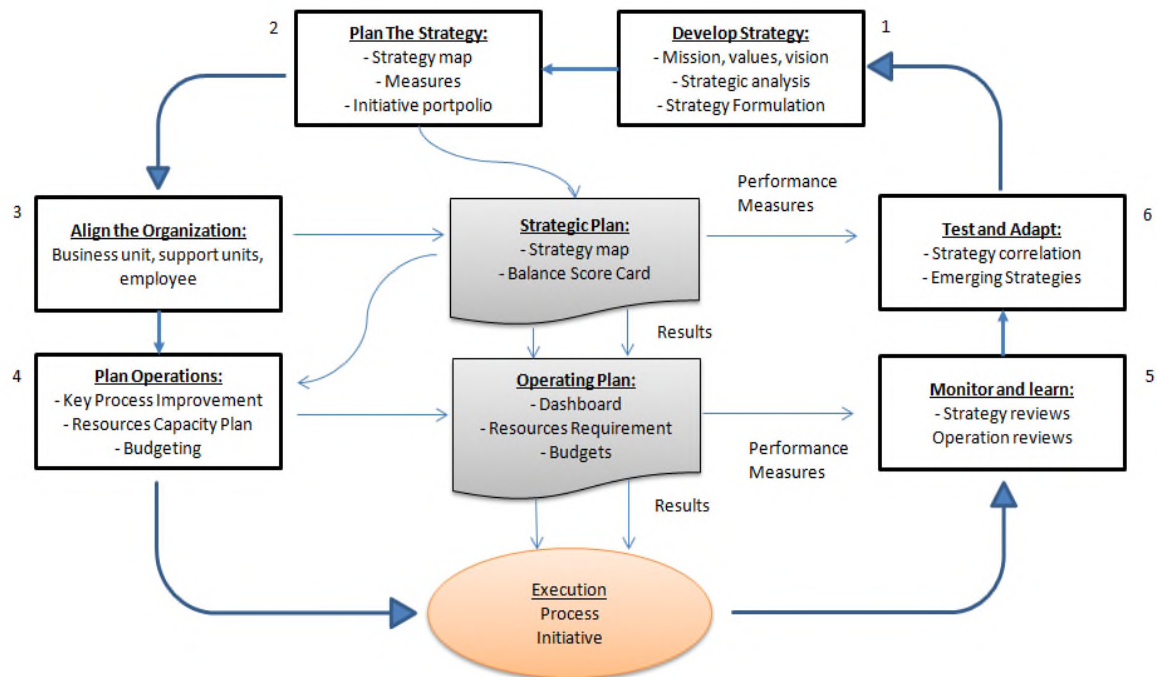 2
Plan The Strategy:
- Strategy map
- Measures
- Initiative portpolio
Develop Strategy:
- Mission, values, vision
- Strategic analysis
- Strategy Formulation
1
3
Align the Organization:
Business unit, support units,
employee
Strategic Plan:
- Strategy map
- Balance Score Card
Performance
Measures
6
Test and Adapt:
- Strategy correlation
- Emerging Strategies
Results
4
Plan Operations:
- Key Process Improvement
- Resources Capacity Plan
- Budgeting
Operating Plan:
- Dashboard
- Resources Requirement
- Budgets
Performance
Measures
5
Monitor and learn:
- Strategy reviews
Operation reviews
Results
Execution
Process
Initiative